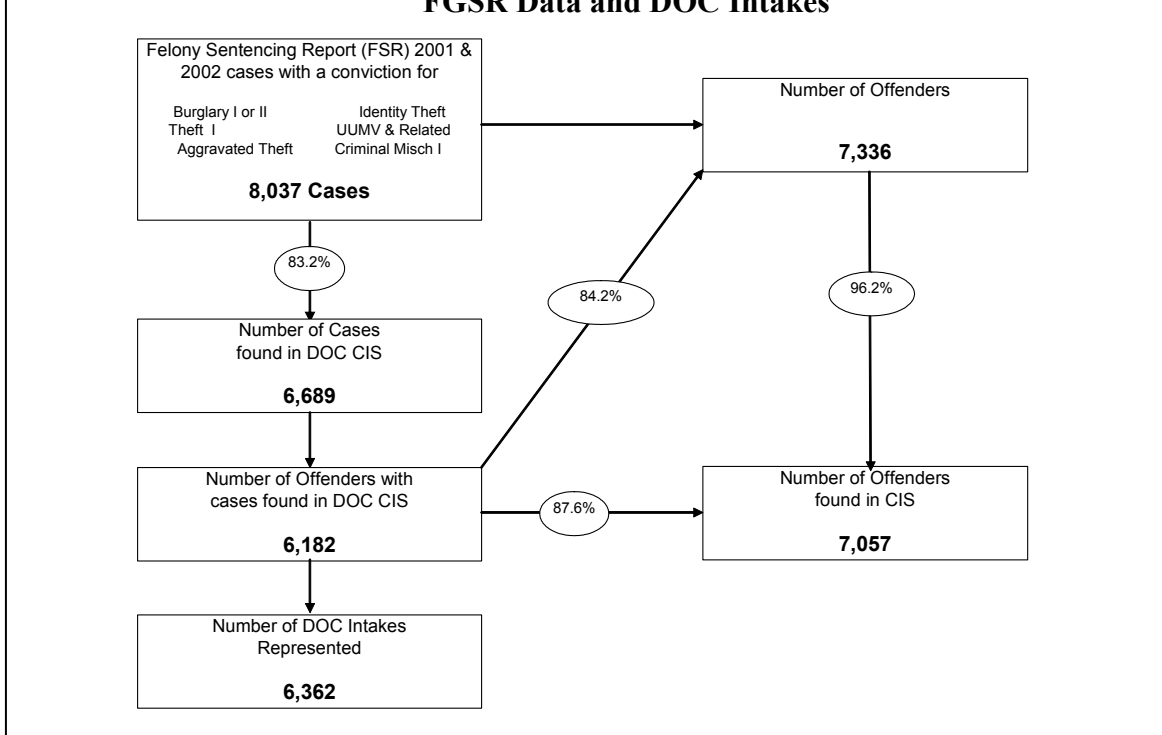 FGSR Data and DOC Intakes
Felony Sentencing Report (FSR) 2001 &
2002 cases with a conviction for
Burglary I or II Identity Theft
Theft I UUMV & Related
Aggravated Theft Criminal Misch I
8,037 Cases
Number of Offenders
7,336
83.2%
84.2%
96.2%
Number of Cases
found in DOC CIS
6,689
Number of Offenders with
cases found in DOC CIS
6,182
87.6%
Number of Offenders
found in CIS
7,057
Number of DOC Intakes
Represented
6,362